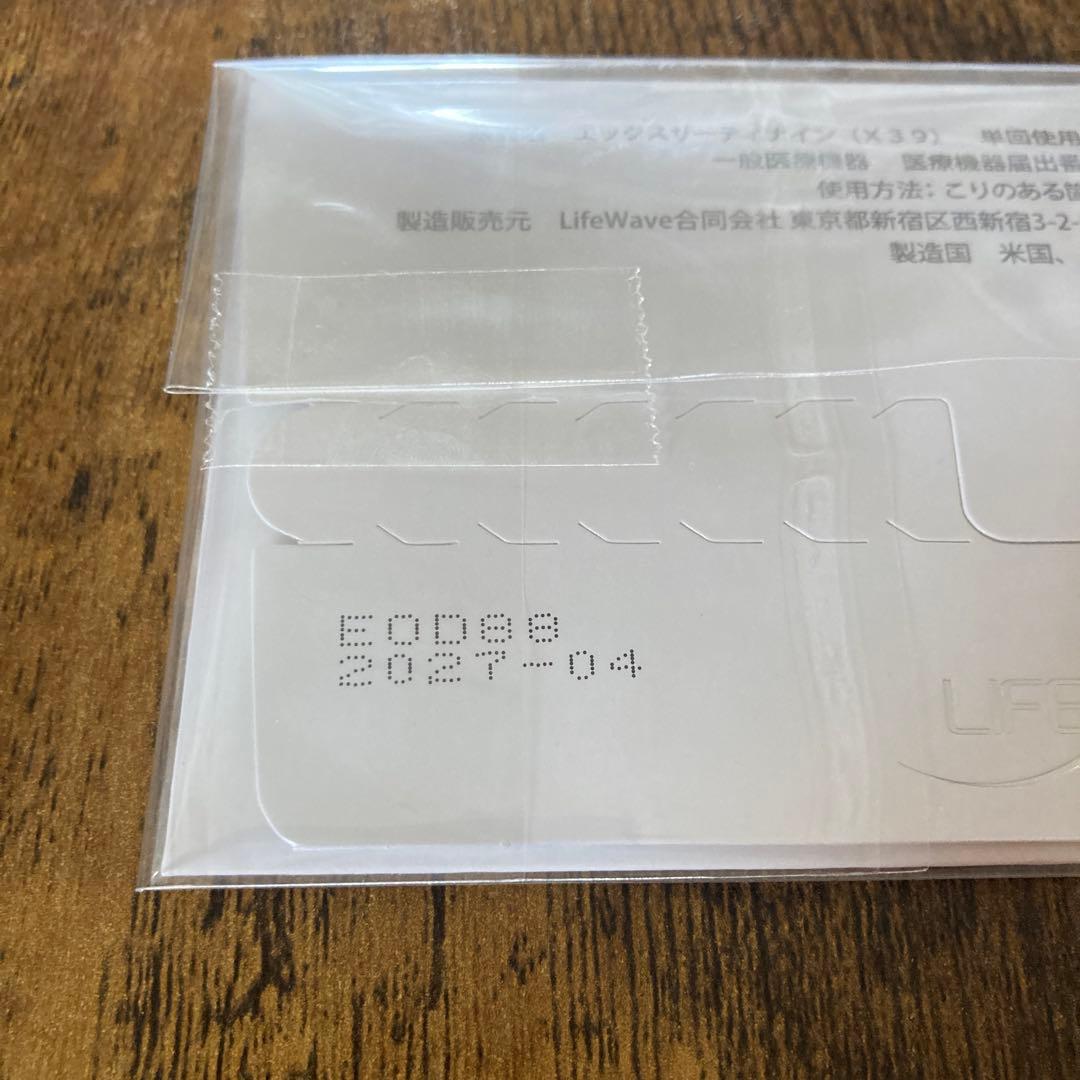 エックスサーティナイン（X39） 単回使用
一般医療機器 医療機器届出番
使用方法：こりのある箇
製造販売元 LifeWave合同会社 東京都新宿区西新宿3-2-
製造国 米国、
E0D88
2027-04
LIFE